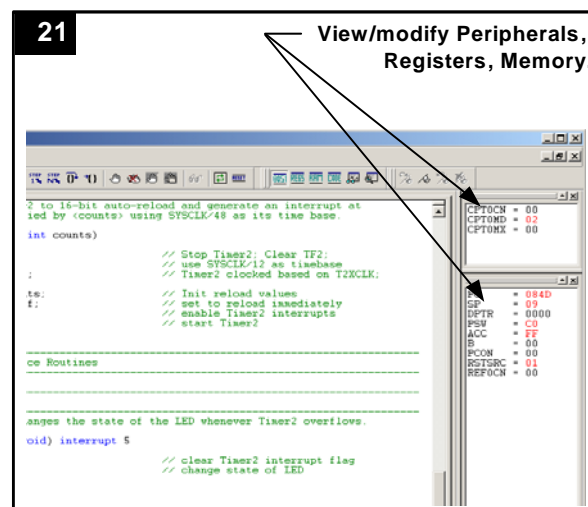 21
View/modify Peripherals,
Registers, Memory
2 to 16-bit auto-reload and generate an interrupt at
ied by <counts> using SYSCLK/48 as its time base.
int counts)
// Stop Timer2; Clear TF2;
// use SYSCLK/12 as timebase
; // Timer2 clocked based on T2XCLK;
ts; // Init reload values
f; // set to reload immediately
// enable Timer2 interrupts
// start Timer2
ce Routines
anges the state of the LED whenever Timer2 overflows.
oid) interrupt 5
// clear Timer2 interrupt flag
// change state of LED
CPT0CN = 00
CPT0MD = 02
CPT0MX = 00
= 084D
SP = 09
DPTR = 0000
PSW = C0
ACC = FF
B = 00
PCON = 00
RSTSRC = 01
REF0CN = 00